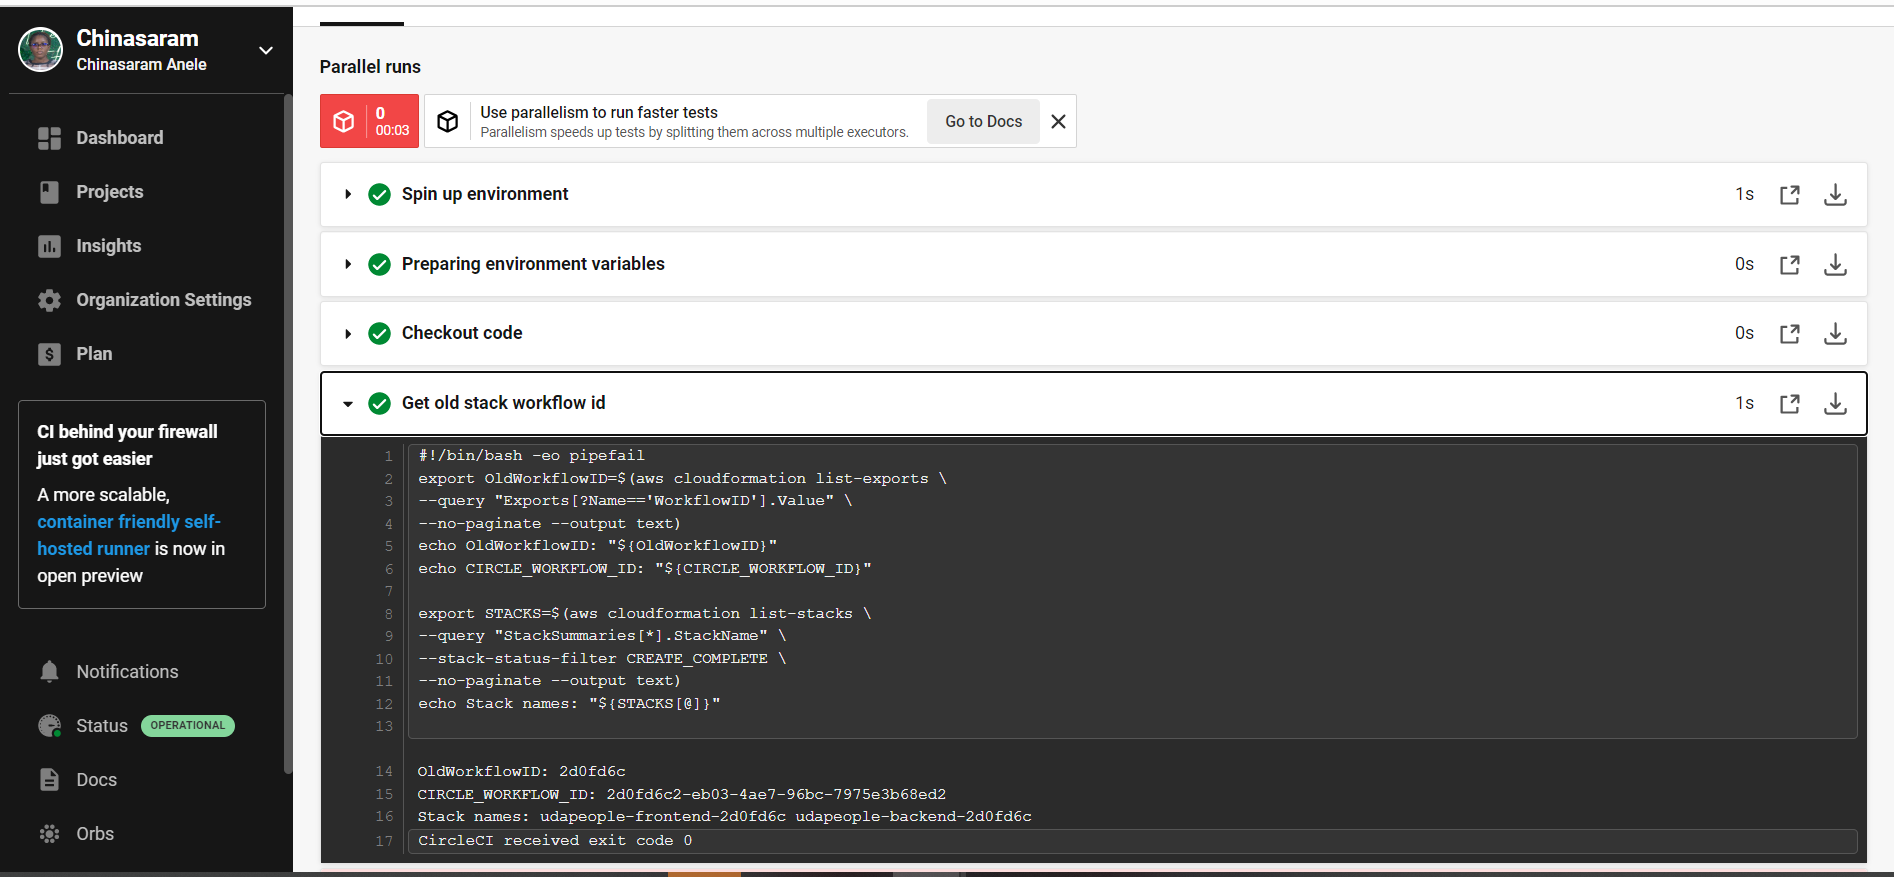 Chinasaram
Chinasaram Anele
Dashboard
Projects
Insights
Organization Settings
Plan
CI behind your firewall
just got easier
A more scalable,
container friendly self-
hosted runner is now in
open preview
Notifications
Status OPERATIONAL
Docs
Orbs
Parallel runs
0
00:03
Use parallelism to run faster tests
Parallelism speeds up tests by splitting them across multiple executors.
Go to Docs
Spin up environment 1s
Preparing environment variables 0s
Checkout code 0s
Get old stack workflow id 1s
1 #!/bin/bash -eo pipefail
2 export OldWorkflowID=$(aws cloudformation list-exports \
3 --query "Exports[?Name=='WorkflowID'].Value" \
4 --no-paginate --output text)
5 echo OldWorkflowID: "${OldWorkflowID}"
6 echo CIRCLE_WORKFLOW_ID: "${CIRCLE_WORKFLOW_ID}"
7
8 export STACKS=$(aws cloudformation list-stacks \
9 --query "StackSummaries[*].StackName" \
10 --stack-status-filter CREATE_COMPLETE \
11 --no-paginate --output text)
12 echo Stack names: "${STACKS[@]}"
13
14 OldWorkflowID: 2d0fd6c
15 CIRCLE_WORKFLOW_ID: 2d0fd6c2-eb03-4ae7-96bc-7975e3b68ed2
16 Stack names: udapeople-frontend-2d0fd6c udapeople-backend-2d0fd6c
17 CircleCI received exit code 0